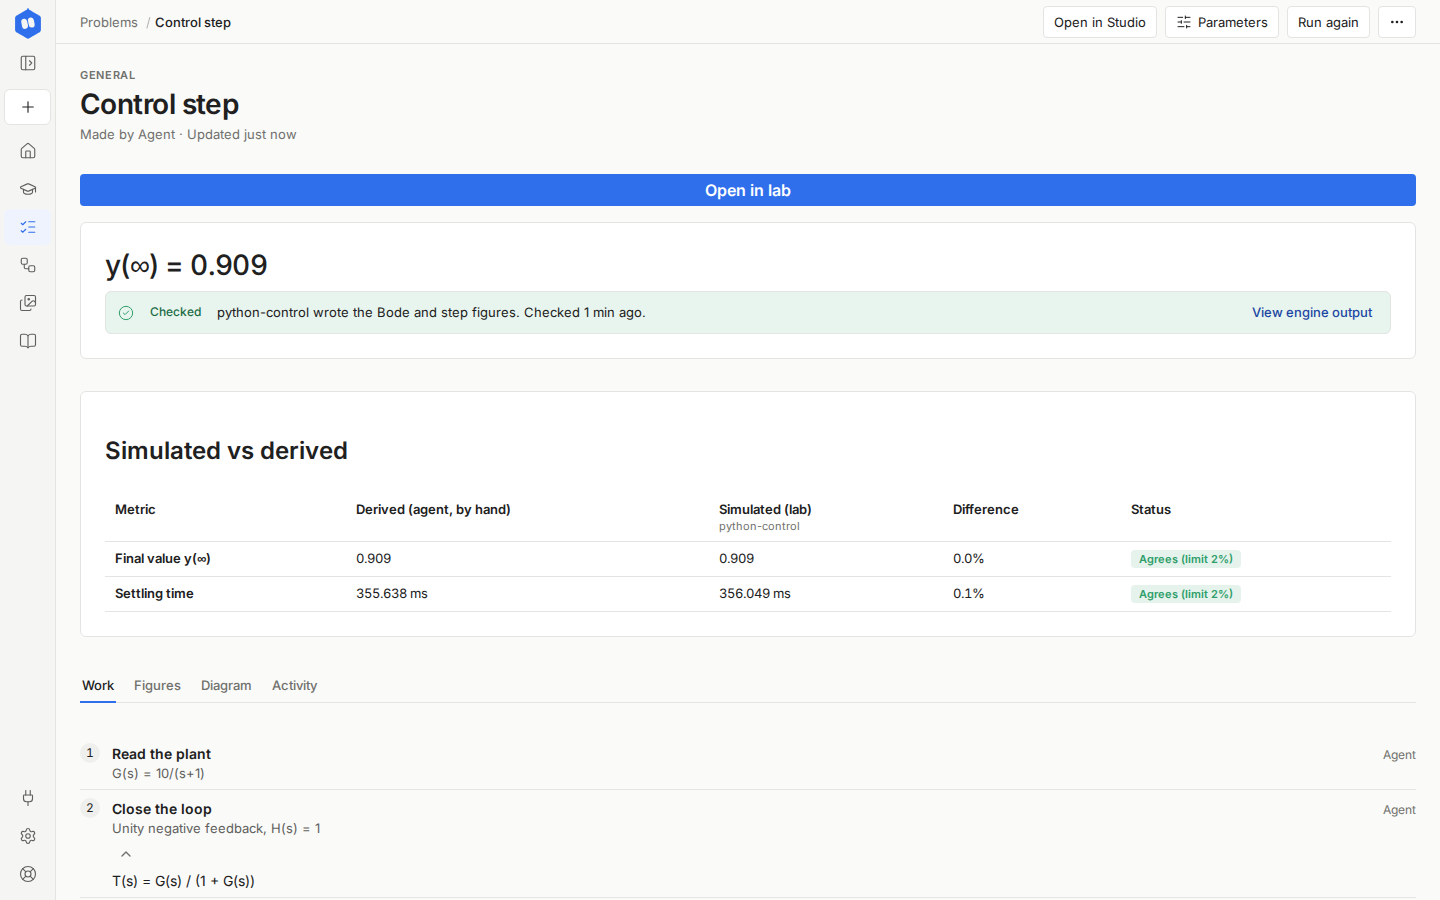 Problems / Control step
Open in Studio
Parameters
Run again
GENERAL
Control step
Made by Agent · Updated just now
Open in lab
y(∞) = 0.909
Checked python-control wrote the Bode and step figures. Checked 1 min ago. View engine output
Simulated vs derived
Metric Derived (agent, by hand) Simulated (lab) Difference Status
python-control
Final value y(∞) 0.909 0.909 0.0% Agrees (limit 2%)
Settling time 355.638 ms 356.049 ms 0.1% Agrees (limit 2%)
Work Figures Diagram Activity
1 Read the plant Agent
G(s) = 10/(s+1)
2 Close the loop Agent
Unity negative feedback, H(s) = 1
T(s) = G(s) / (1 + G(s))